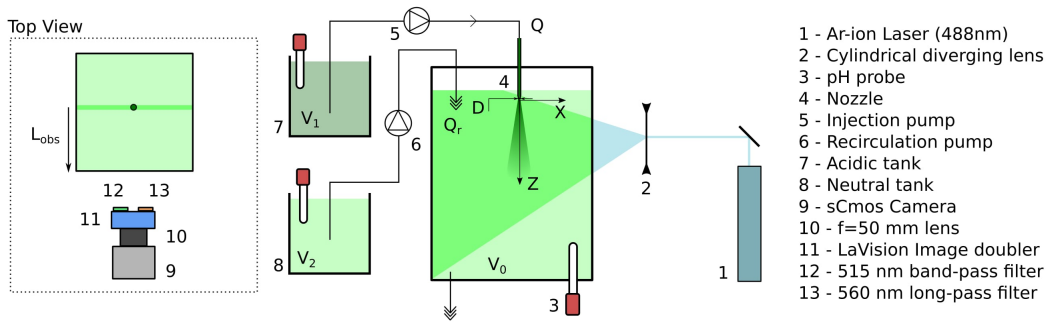 Top View
L_obs
12 13
11
10
9
5
Q
7
V₁
Q_r
6
4
D
X
Z
8
V₂
V₀
3
2
1
1 - Ar-ion Laser (488nm)
2 - Cylindrical diverging lens
3 - pH probe
4 - Nozzle
5 - Injection pump
6 - Recirculation pump
7 - Acidic tank
8 - Neutral tank
9 - sCmos Camera
10 - f=50 mm lens
11 - LaVision Image doubler
12 - 515 nm band-pass filter
13 - 560 nm long-pass filter